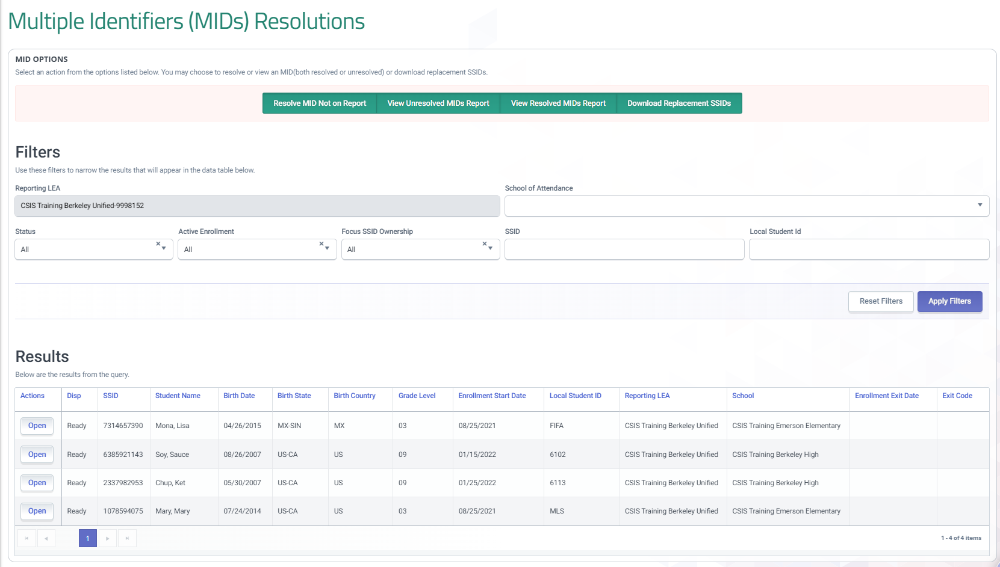 Multiple Identifiers (MIDs) Resolutions
MID OPTIONS
Select an action from the options listed below. You may choose to resolve or view an MID(both resolved or unresolved) or download replacement SSIDs.
Resolve MID Not on Report View Unresolved MIDs Report View Resolved MIDs Report Download Replacement SSIDs
Filters
Use these filters to narrow the results that will appear in the data table below.
Reporting LEA School of Attendance
CSIS Training Berkeley Unified-9998152
Status Active Enrollment Focus SSID Ownership SSID Local Student Id
All All All
Reset Filters Apply Filters
Results
Below are the results from the query.
Actions Disp SSID Student Name Birth Date Birth State Birth Country Grade Level Enrollment Start Date Local Student ID Reporting LEA School Enrollment Exit Date Exit Code
Open Ready 7314657390 Mona, Lisa 04/26/2015 MX-SIN MX 03 08/25/2021 FIFA CSIS Training Berkeley Unified CSIS Training Emerson Elementary
Open Ready 6385921143 Soy, Sauce 08/26/2007 US-CA US 09 01/15/2022 6102 CSIS Training Berkeley Unified CSIS Training Berkeley High
Open Ready 2337982953 Chup, Ket 05/30/2007 US-CA US 09 01/25/2022 6113 CSIS Training Berkeley Unified CSIS Training Berkeley High
Open Ready 1078594075 Mary, Mary 07/24/2014 US-CA US 03 08/25/2021 MLS CSIS Training Berkeley Unified CSIS Training Emerson Elementary
1 1 - 4 of 4 items